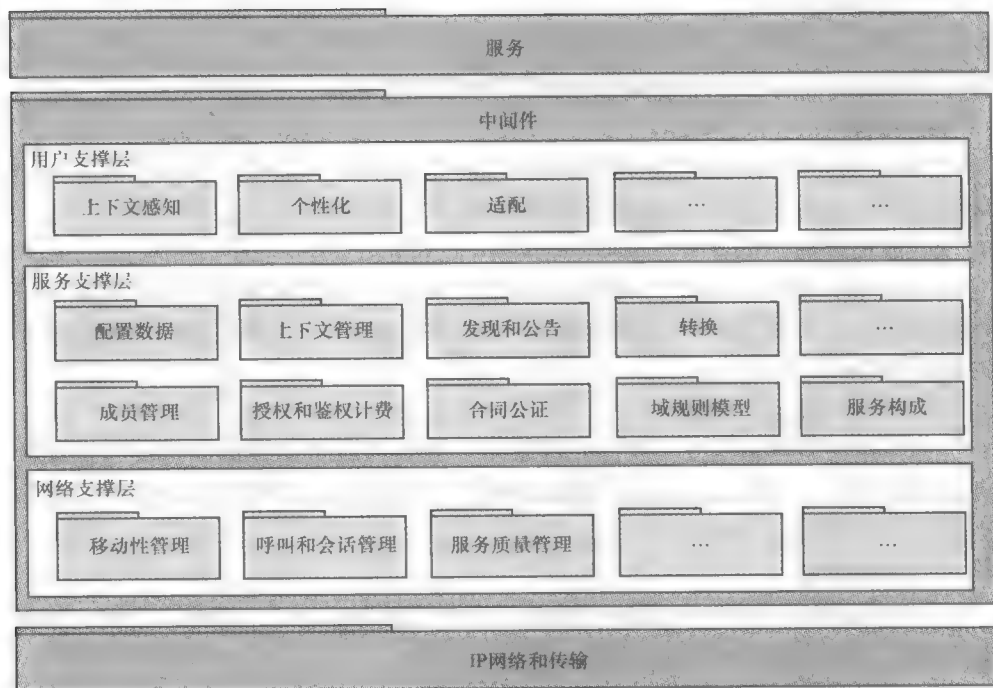 服务
中间件
用户支撑层
上下文感知
个性化
适配
…
…
服务支撑层
配置数据
上下文管理
发现和公告
转换
…
成员管理
授权和鉴权计费
合同公证
域规则模型
服务构成
网络支撑层
移动性管理
呼叫和会话管理
服务质量管理
…
…
IP网络和传输